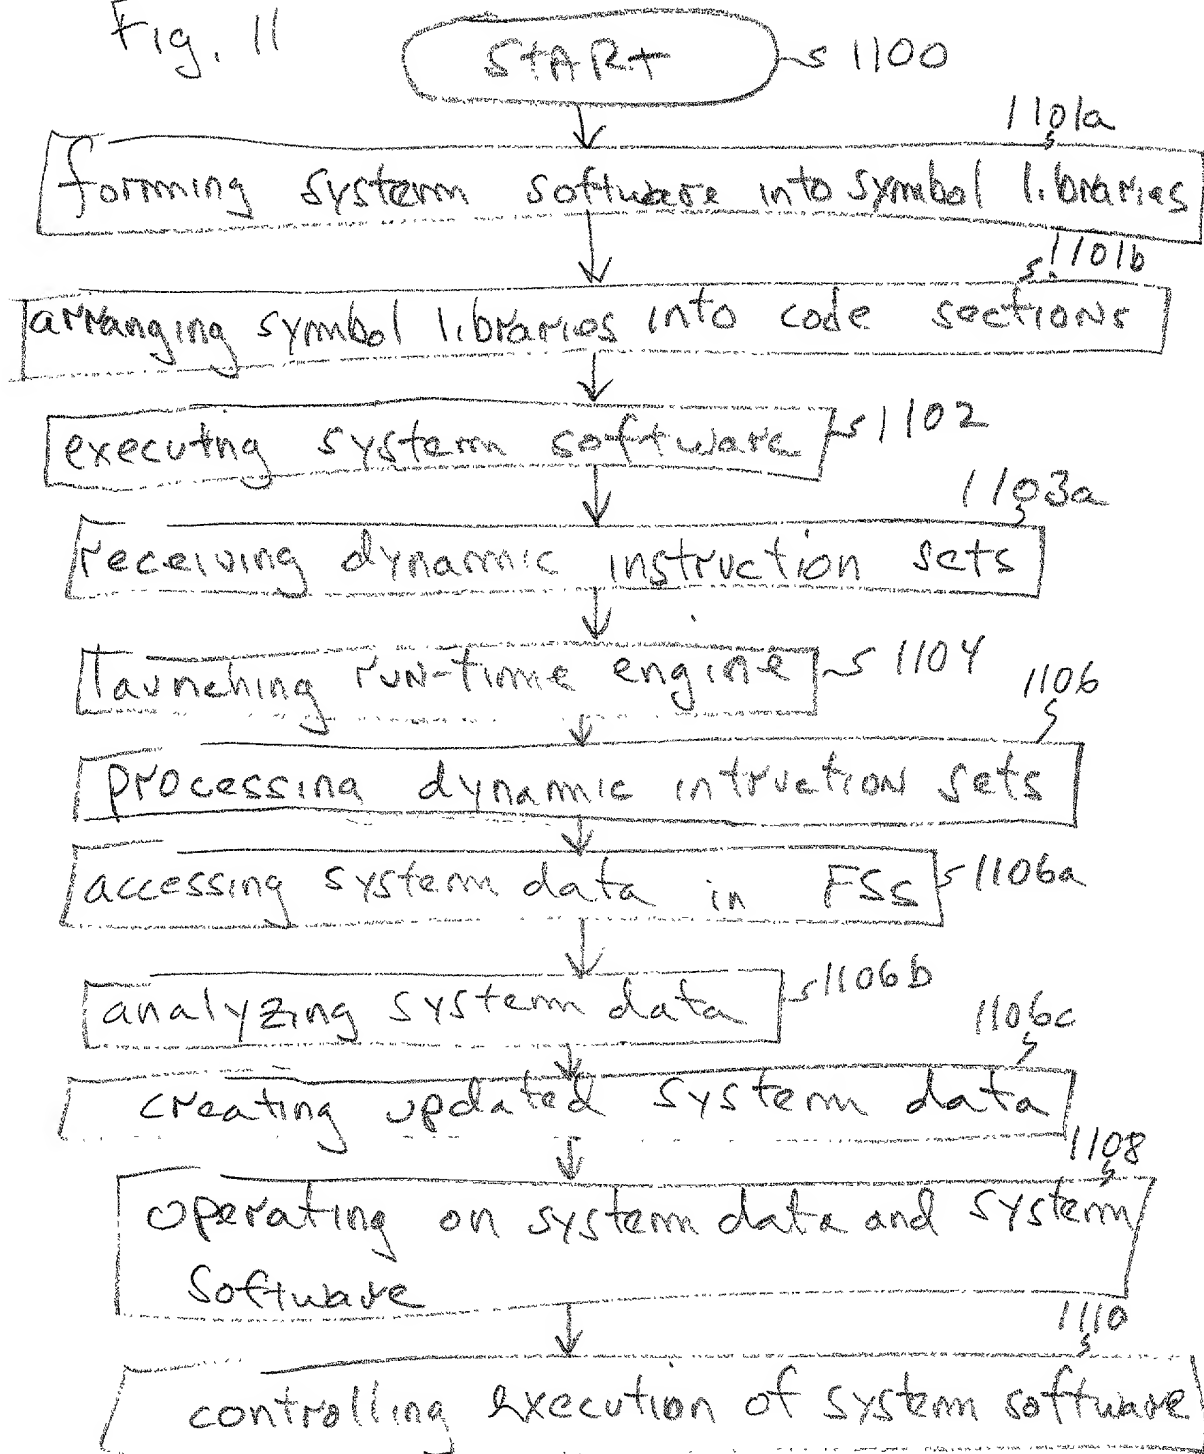 Fig. 11
START 1100
1101a
forming system software into symbol libraries
1101b
arranging symbol libraries into code sections
executng system software 1102
1103a
receiving dynamic instruction sets
launching run-time engine 1104
1106
processing dynamic intruction sets
accessing system data in FSs 1106a
analyzing system data 1106b
1106c
creating updated system data
1108
operating on system data and system
software
1110
controlling execution of system software